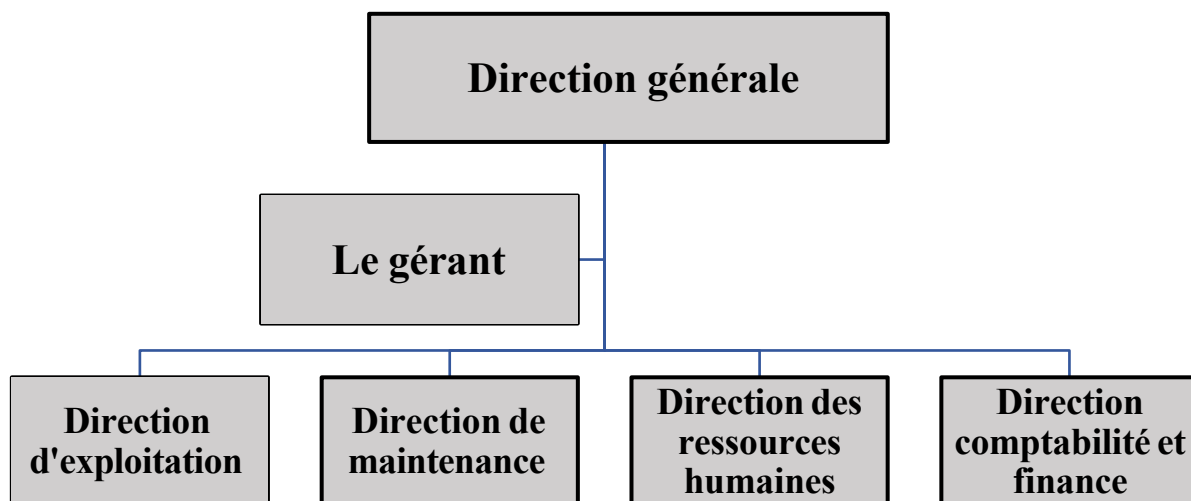 Direction générale
Le gérant
Direction
d'exploitation
Direction de
maintenance
Direction des
ressources
humaines
Direction
comptabilité et
finance